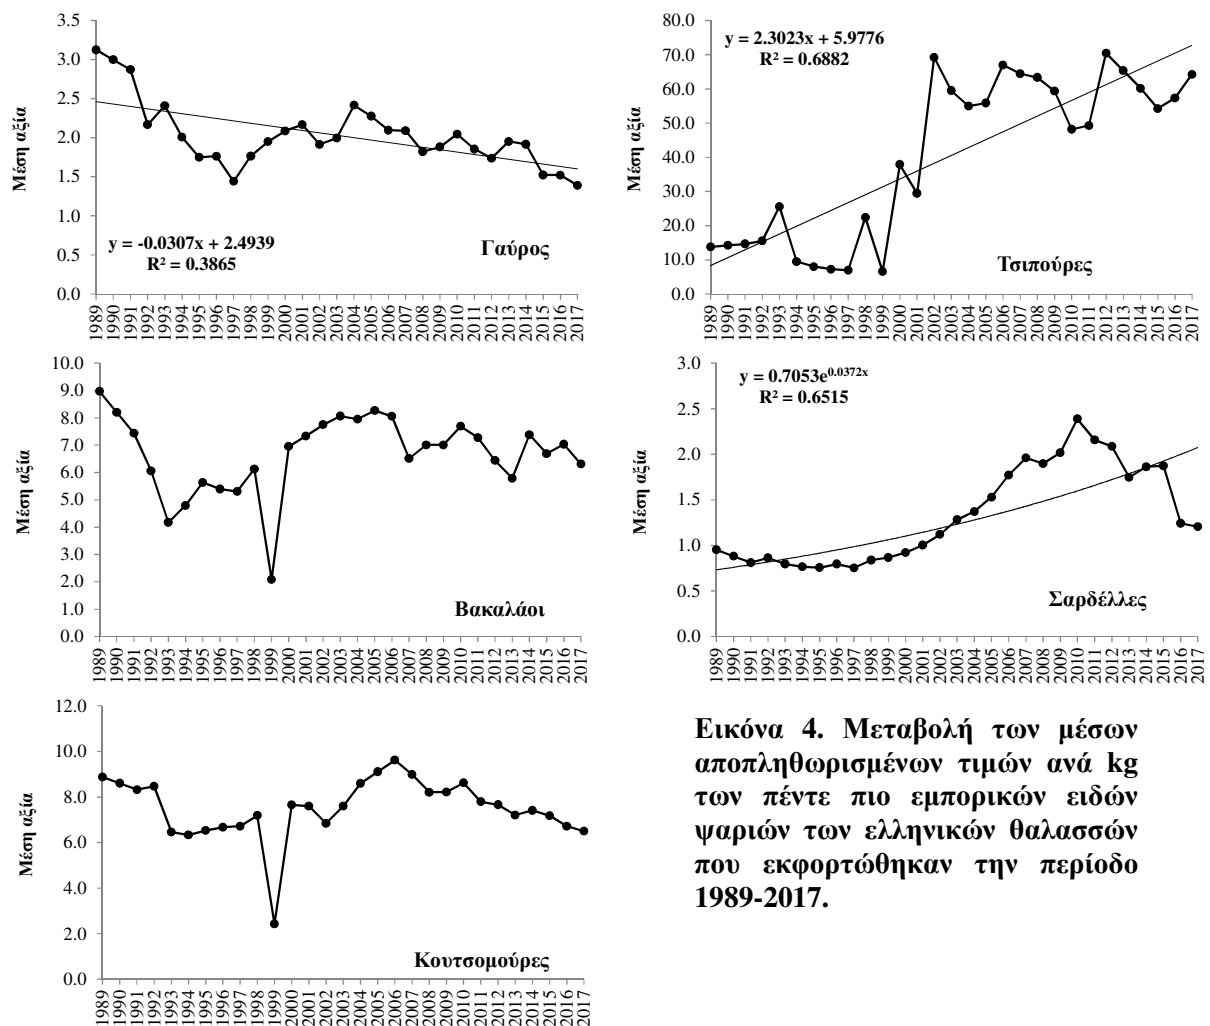 3.5
3.0
2.5
2.0
1.5
1.0
0.5
0.0
Μέση αξία
y = -0.0307x + 2.4939
R² = 0.3865
Γαύρος
1989 1990 1991 1992 1993 1994 1995 1996 1997 1998 1999 2000 2001 2002 2003 2004 2005 2006 2007 2008 2009 2010 2011 2012 2013 2014 2015 2016 2017
80.0
70.0
60.0
50.0
40.0
30.0
20.0
10.0
0.0
Μέση αξία
y = 2.3023x + 5.9776
R² = 0.6882
Τσιπούρες
1989 1990 1991 1992 1993 1994 1995 1996 1997 1998 1999 2000 2001 2002 2003 2004 2005 2006 2007 2008 2009 2010 2011 2012 2013 2014 2015 2016 2017
10.0
9.0
8.0
7.0
6.0
5.0
4.0
3.0
2.0
1.0
0.0
Μέση αξία
Βακαλάοι
1989 1990 1991 1992 1993 1994 1995 1996 1997 1998 1999 2000 2001 2002 2003 2004 2005 2006 2007 2008 2009 2010 2011 2012 2013 2014 2015 2016 2017
3.0
2.5
2.0
1.5
1.0
0.5
0.0
Μέση αξία
y = 0.7053e^0.0372x
R² = 0.6515
Σαρδέλλες
1989 1990 1991 1992 1993 1994 1995 1996 1997 1998 1999 2000 2001 2002 2003 2004 2005 2006 2007 2008 2009 2010 2011 2012 2013 2014 2015 2016 2017
12.0
10.0
8.0
6.0
4.0
2.0
0.0
Μέση αξία
Κουτσομούρες
1989 1990 1991 1992 1993 1994 1995 1996 1997 1998 1999 2000 2001 2002 2003 2004 2005 2006 2007 2008 2009 2010 2011 2012 2013 2014 2015 2016 2017
Εικόνα 4. Μεταβολή των μέσων
αποπληθωρισμένων τιμών ανά kg
των πέντε πιο εμπορικών ειδών
ψαριών των ελληνικών θαλασσών
που εκφορτώθηκαν την περίοδο
1989-2017.